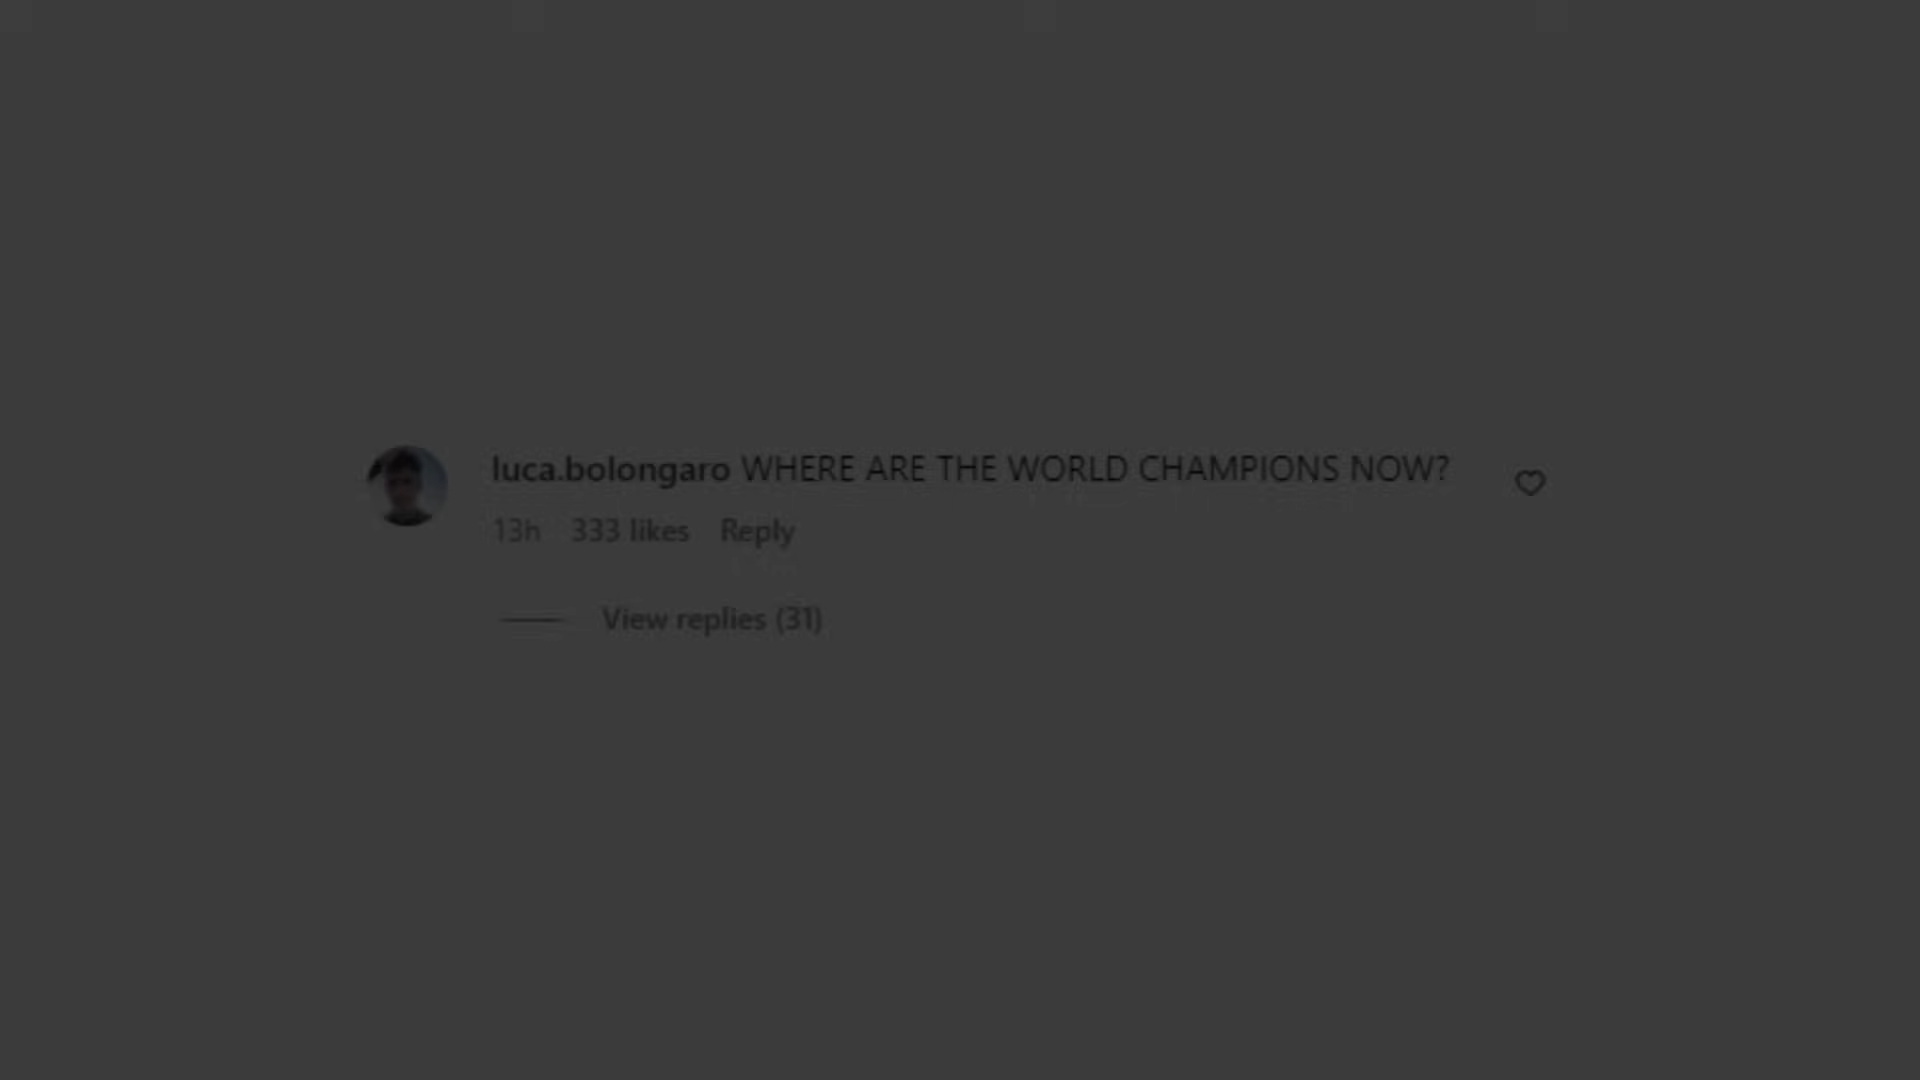 luca.bolongaro WHERE ARE THE WORLD CHAMPIONS NOW?
13h 333 likes Reply
View replies (31)